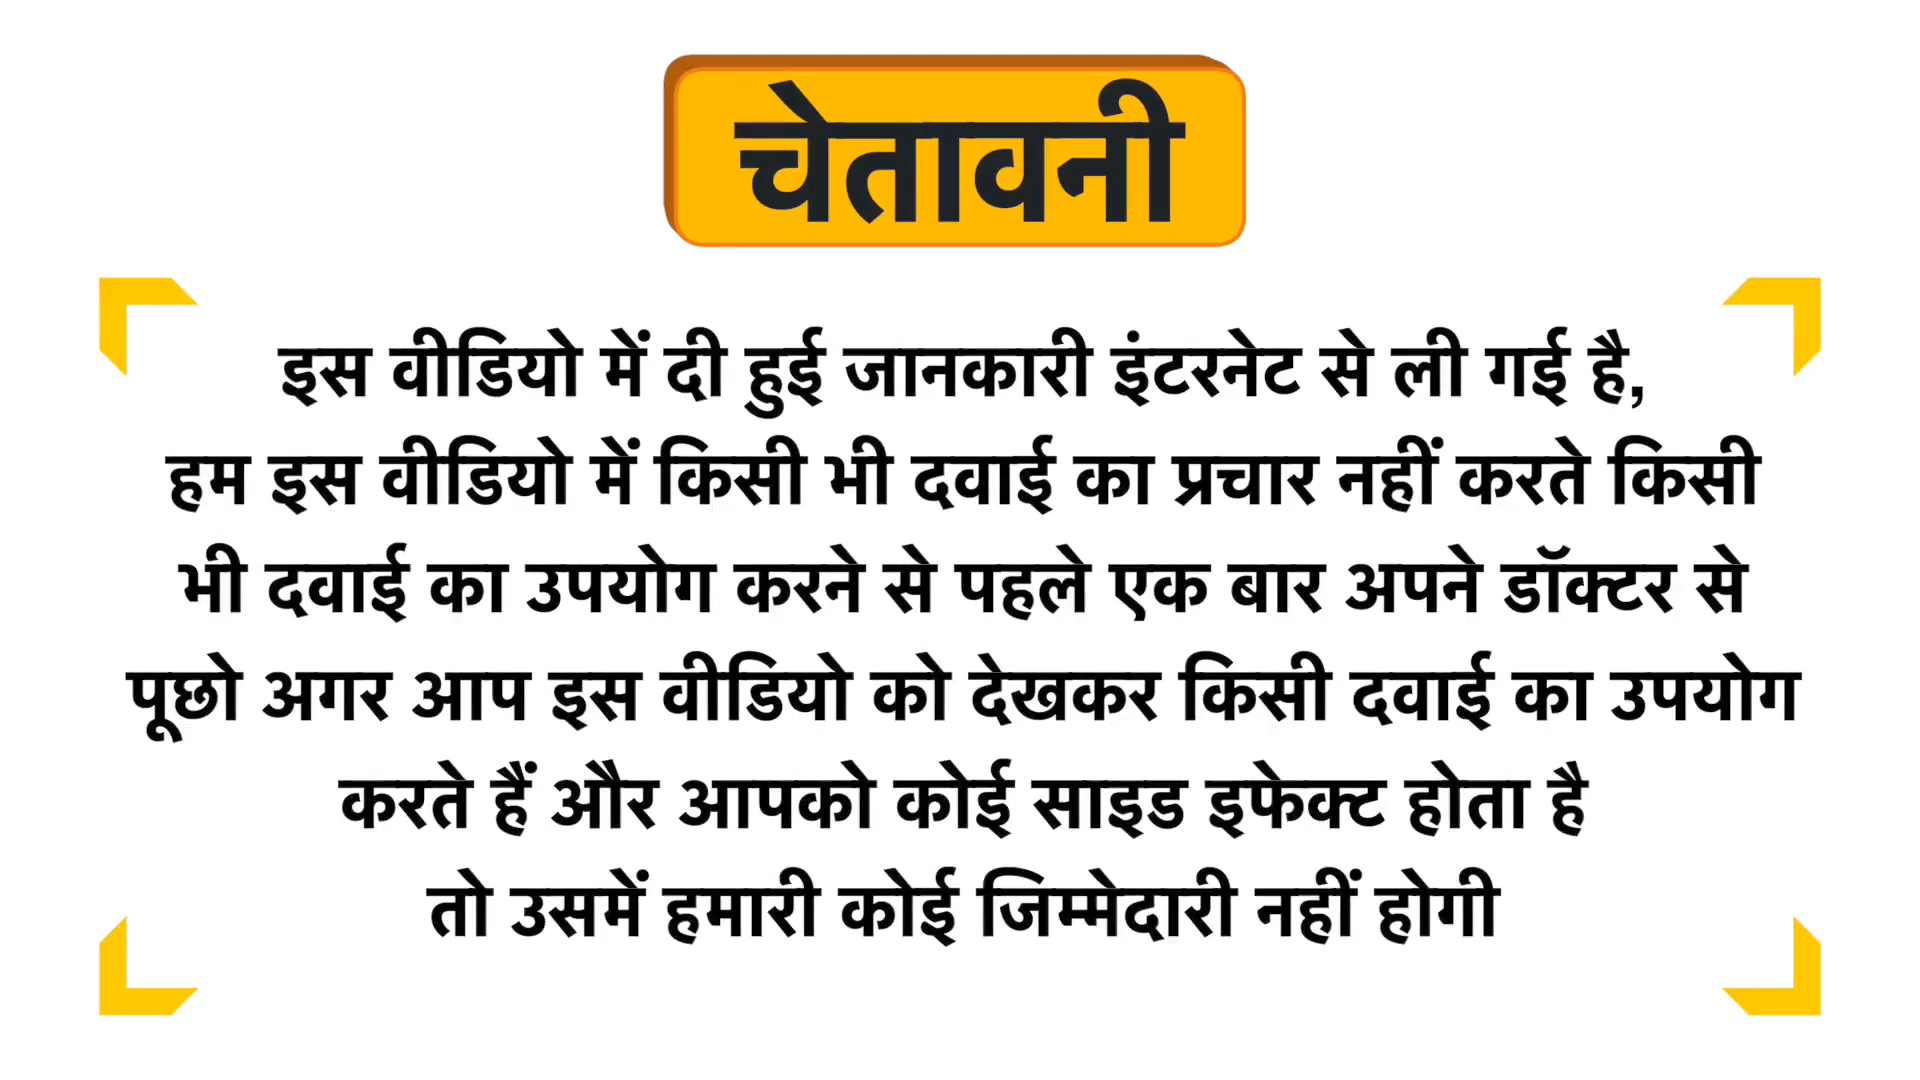 चेतावनी
इस वीडियो में दी हुई जानकारी इंटरनेट से ली गई है,
हम इस वीडियो में किसी भी दवाई का प्रचार नहीं करते किसी
भी दवाई का उपयोग करने से पहले एक बार अपने डॉक्टर से
पूछो अगर आप इस वीडियो को देखकर किसी दवाई का उपयोग
करते हैं और आपको कोई साइड इफेक्ट होता है
तो उसमें हमारी कोई जिम्मेदारी नहीं होगी